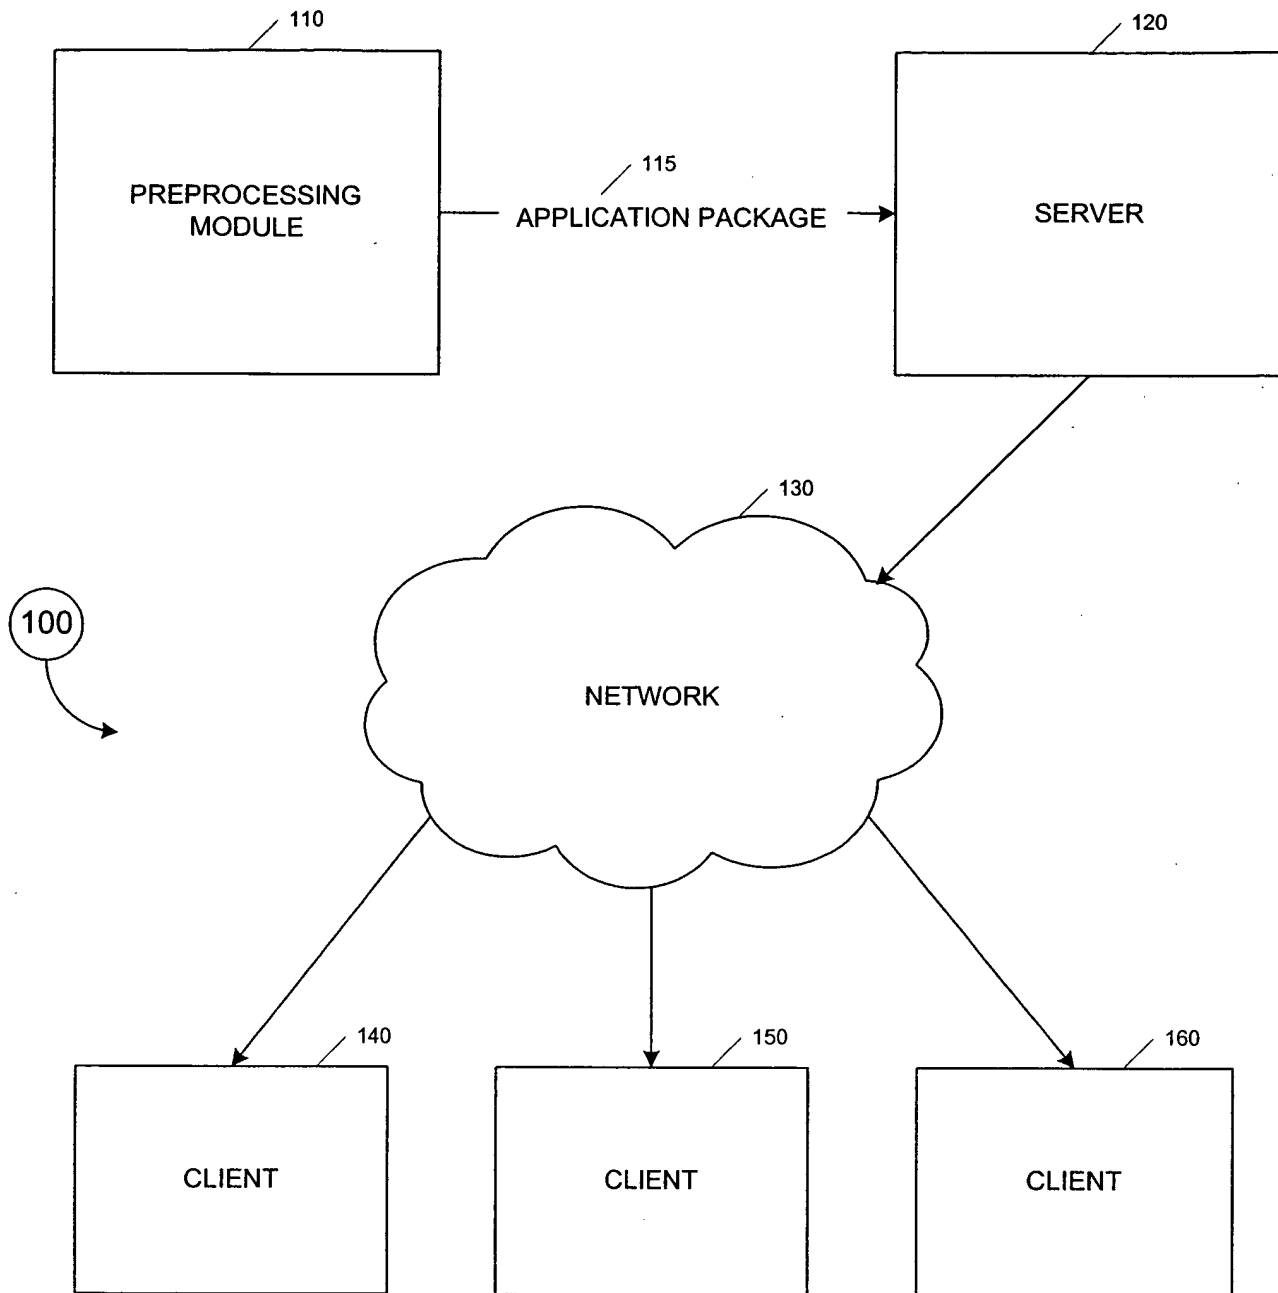 110
120
115
PREPROCESSING
MODULE
APPLICATION PACKAGE
SERVER
130
100
NETWORK
140
150
160
CLIENT
CLIENT
CLIENT